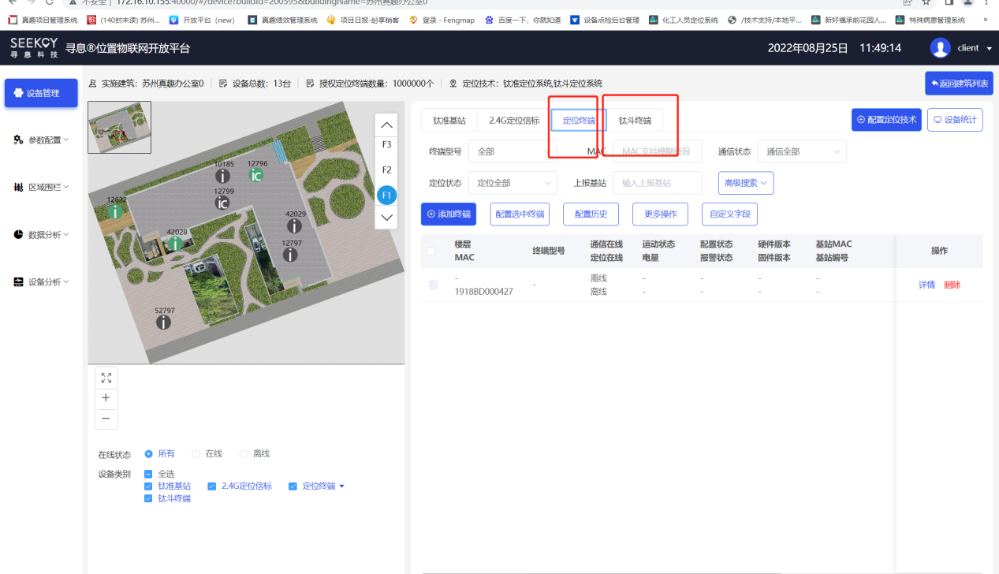 不安全 | 172.16.10.155:40000/#/device?buildId=200595&buildingName=苏州真趣办公室0
真趣项目管理系统 (140封未读) 苏州... 开放平台（new） 真趣绩效管理系统 项目日报-纷享销客 登录 - Fengmap 百度一下，你就知道 设备点检后台管理 化工人员定位系统 /技术支持/本地平... 新好福承前花园人... 特殊病患管理系统 »
SEEKCY
寻息科技
寻息®位置物联网开放平台
2022年08月25日 11:49:14 client
设备管理
参数配置
区域围栏
数据分析
设备分析
实施建筑：苏州真趣办公室0 设备总数：13台 授权定位终端数量：1000000个 定位技术：钛准定位系统,钛斗定位系统
返回建筑列表
F3
F2
F1
10185
12796
12799
12622
42029
42028
12797
52797
在线状态 所有 在线 离线
设备类别 全选
钛准基站 2.4G定位信标 定位终端
钛斗终端
钛准基站 2.4G定位信标 定位终端 钛斗终端
配置定位技术 设备统计
终端型号 全部 MAC MAC支持模糊查询 通信状态 通信全部
定位状态 定位全部 上报基站 输入上报基站 高级搜索
添加终端 配置选中终端 配置历史 更多操作 自定义字段
楼层 通信在线 运动状态 配置状态 硬件版本 基站MAC
MAC 终端型号 定位在线 电量 报警状态 固件版本 基站编号 操作
- 离线 - - - -
1918BD000427 - 离线 - - - - 详情 删除